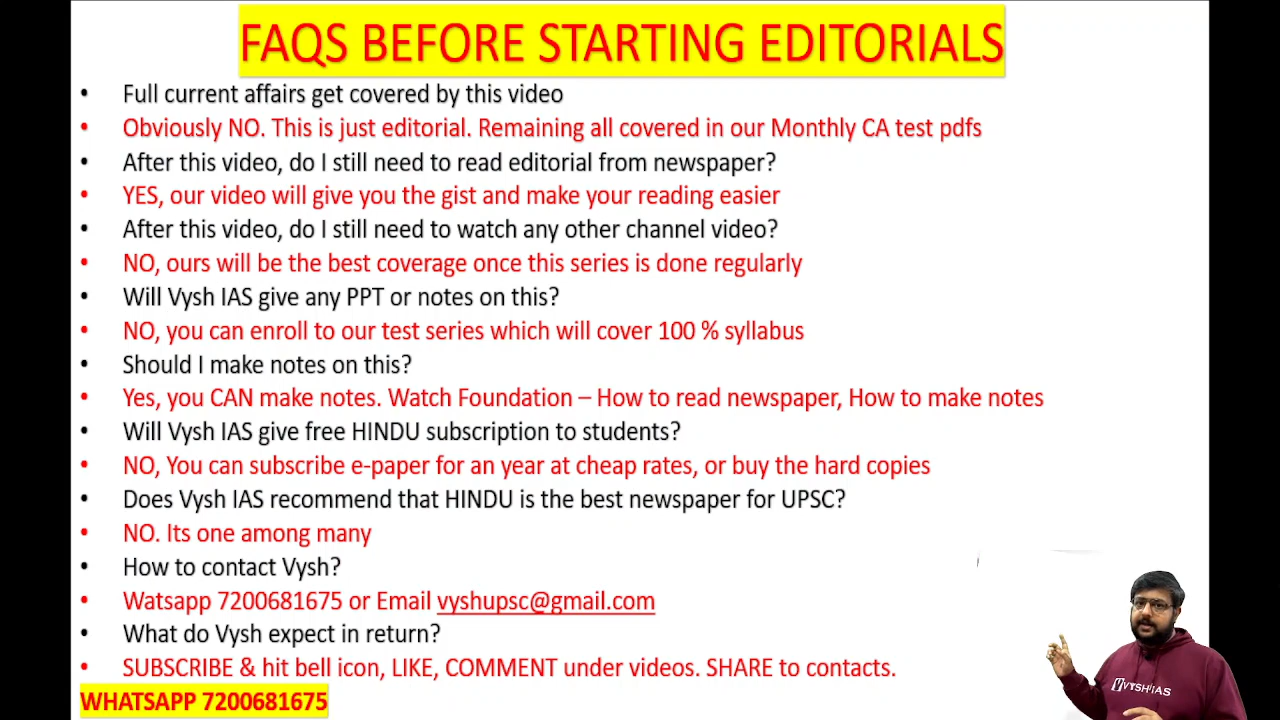 FAQS BEFORE STARTING EDITORIALS
• Full current affairs get covered by this video
• Obviously NO. This is just editorial. Remaining all covered in our Monthly CA test pdfs
• After this video, do I still need to read editorial from newspaper?
• YES, our video will give you the gist and make your reading easier
• After this video, do I still need to watch any other channel video?
• NO, ours will be the best coverage once this series is done regularly
• Will Vysh IAS give any PPT or notes on this?
• NO, you can enroll to our test series which will cover 100 % syllabus
• Should I make notes on this?
• Yes, you CAN make notes. Watch Foundation – How to read newspaper, How to make notes
• Will Vysh IAS give free HINDU subscription to students?
• NO, You can subscribe e-paper for an year at cheap rates, or buy the hard copies
• Does Vysh IAS recommend that HINDU is the best newspaper for UPSC?
• NO. Its one among many
• How to contact Vysh?
• Watsapp 7200681675 or Email vyshupsc@gmail.com
• What do Vysh expect in return?
• SUBSCRIBE & hit bell icon, LIKE, COMMENT under videos. SHARE to contacts.
WHATSAPP 7200681675
VYSH IAS